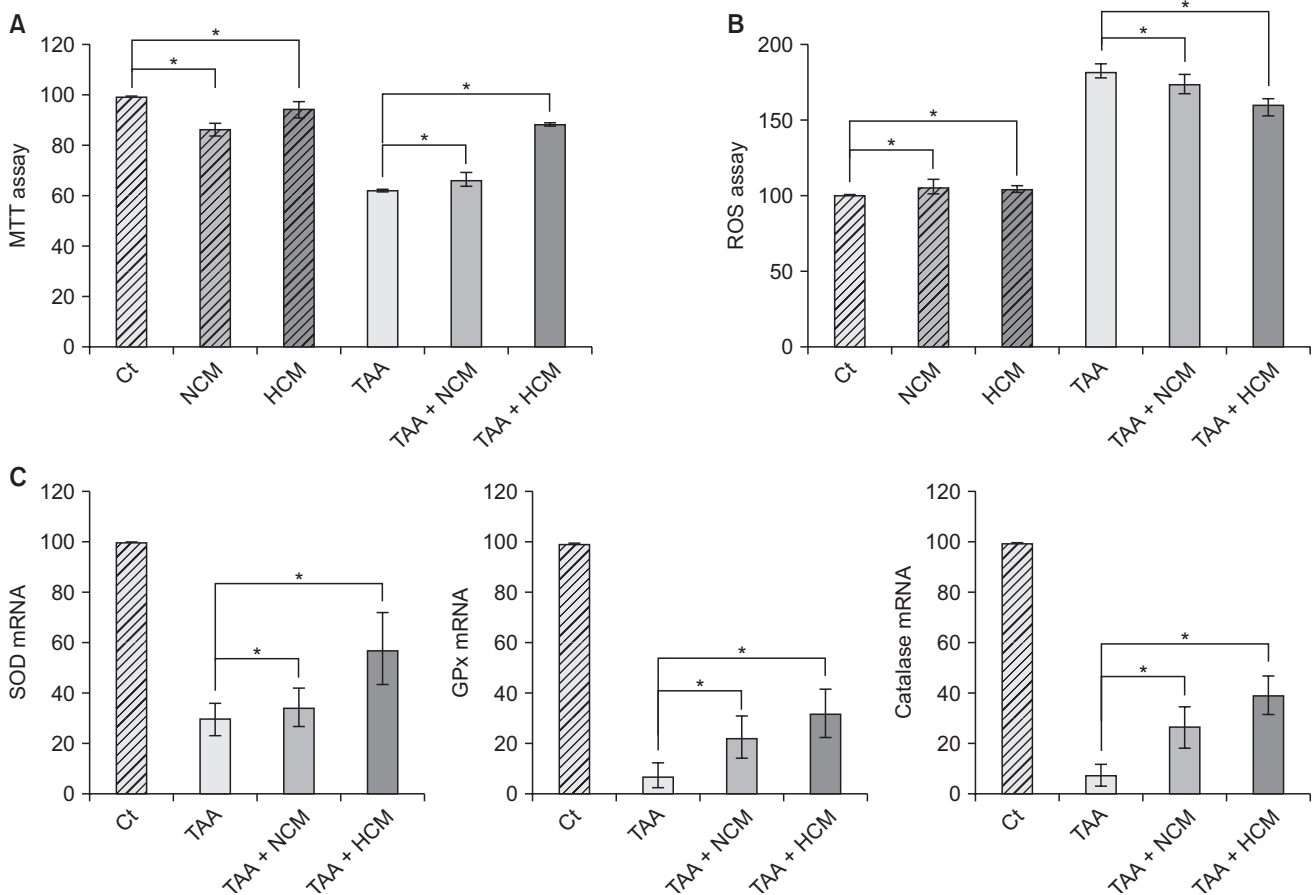 A
MTT assay
120
100
80
60
40
20
0
*
*
*
*
Ct
NCM
HCM
TAA
TAA + NCM
TAA + HCM
B
ROS assay
200
150
100
50
0
*
*
*
*
Ct
NCM
HCM
TAA
TAA + NCM
TAA + HCM
C
SOD mRNA
120
100
80
60
40
20
0
*
*
Ct
TAA
TAA + NCM
TAA + HCM
GPx mRNA
120
100
80
60
40
20
0
*
*
Ct
TAA
TAA + NCM
TAA + HCM
Catalase mRNA
120
100
80
60
40
20
0
*
*
Ct
TAA
TAA + NCM
TAA + HCM